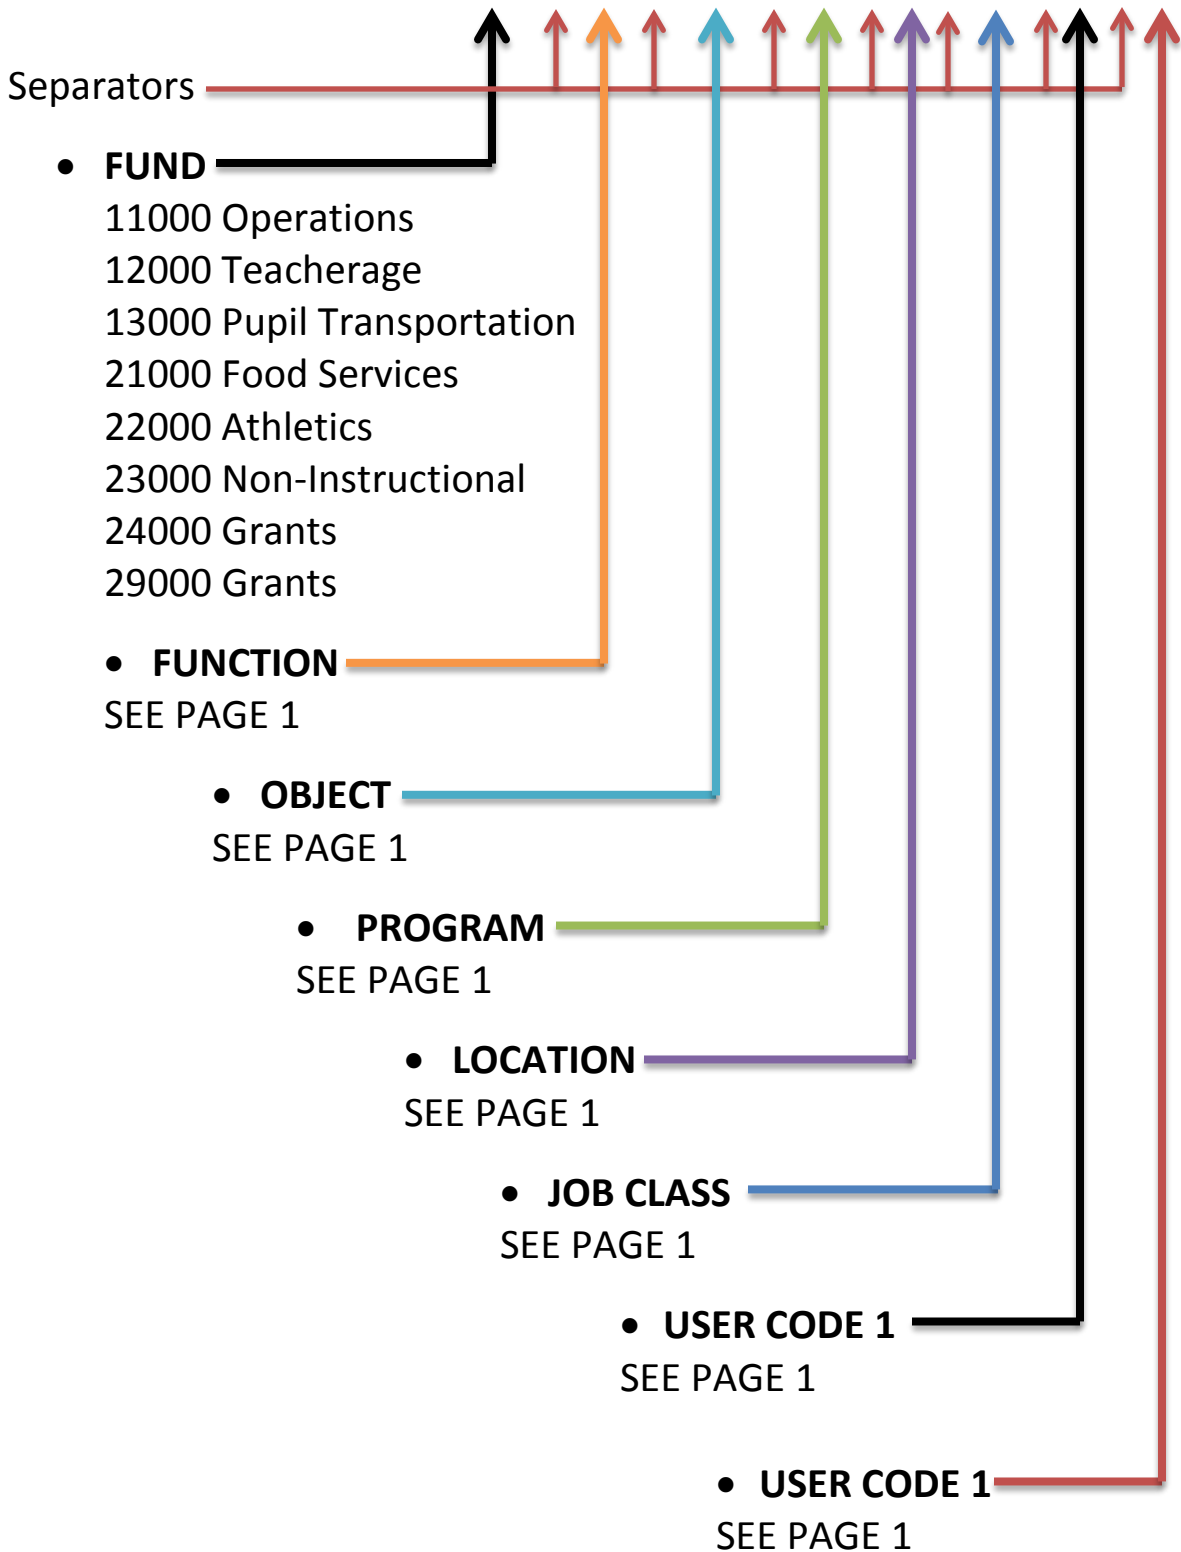 Separators
• FUND
11000 Operations
12000 Teacherage
13000 Pupil Transportation
21000 Food Services
22000 Athletics
23000 Non-Instructional
24000 Grants
29000 Grants
• FUNCTION
SEE PAGE 1
• OBJECT
SEE PAGE 1
• PROGRAM
SEE PAGE 1
• LOCATION
SEE PAGE 1
• JOB CLASS
SEE PAGE 1
• USER CODE 1
SEE PAGE 1
• USER CODE 1
SEE PAGE 1